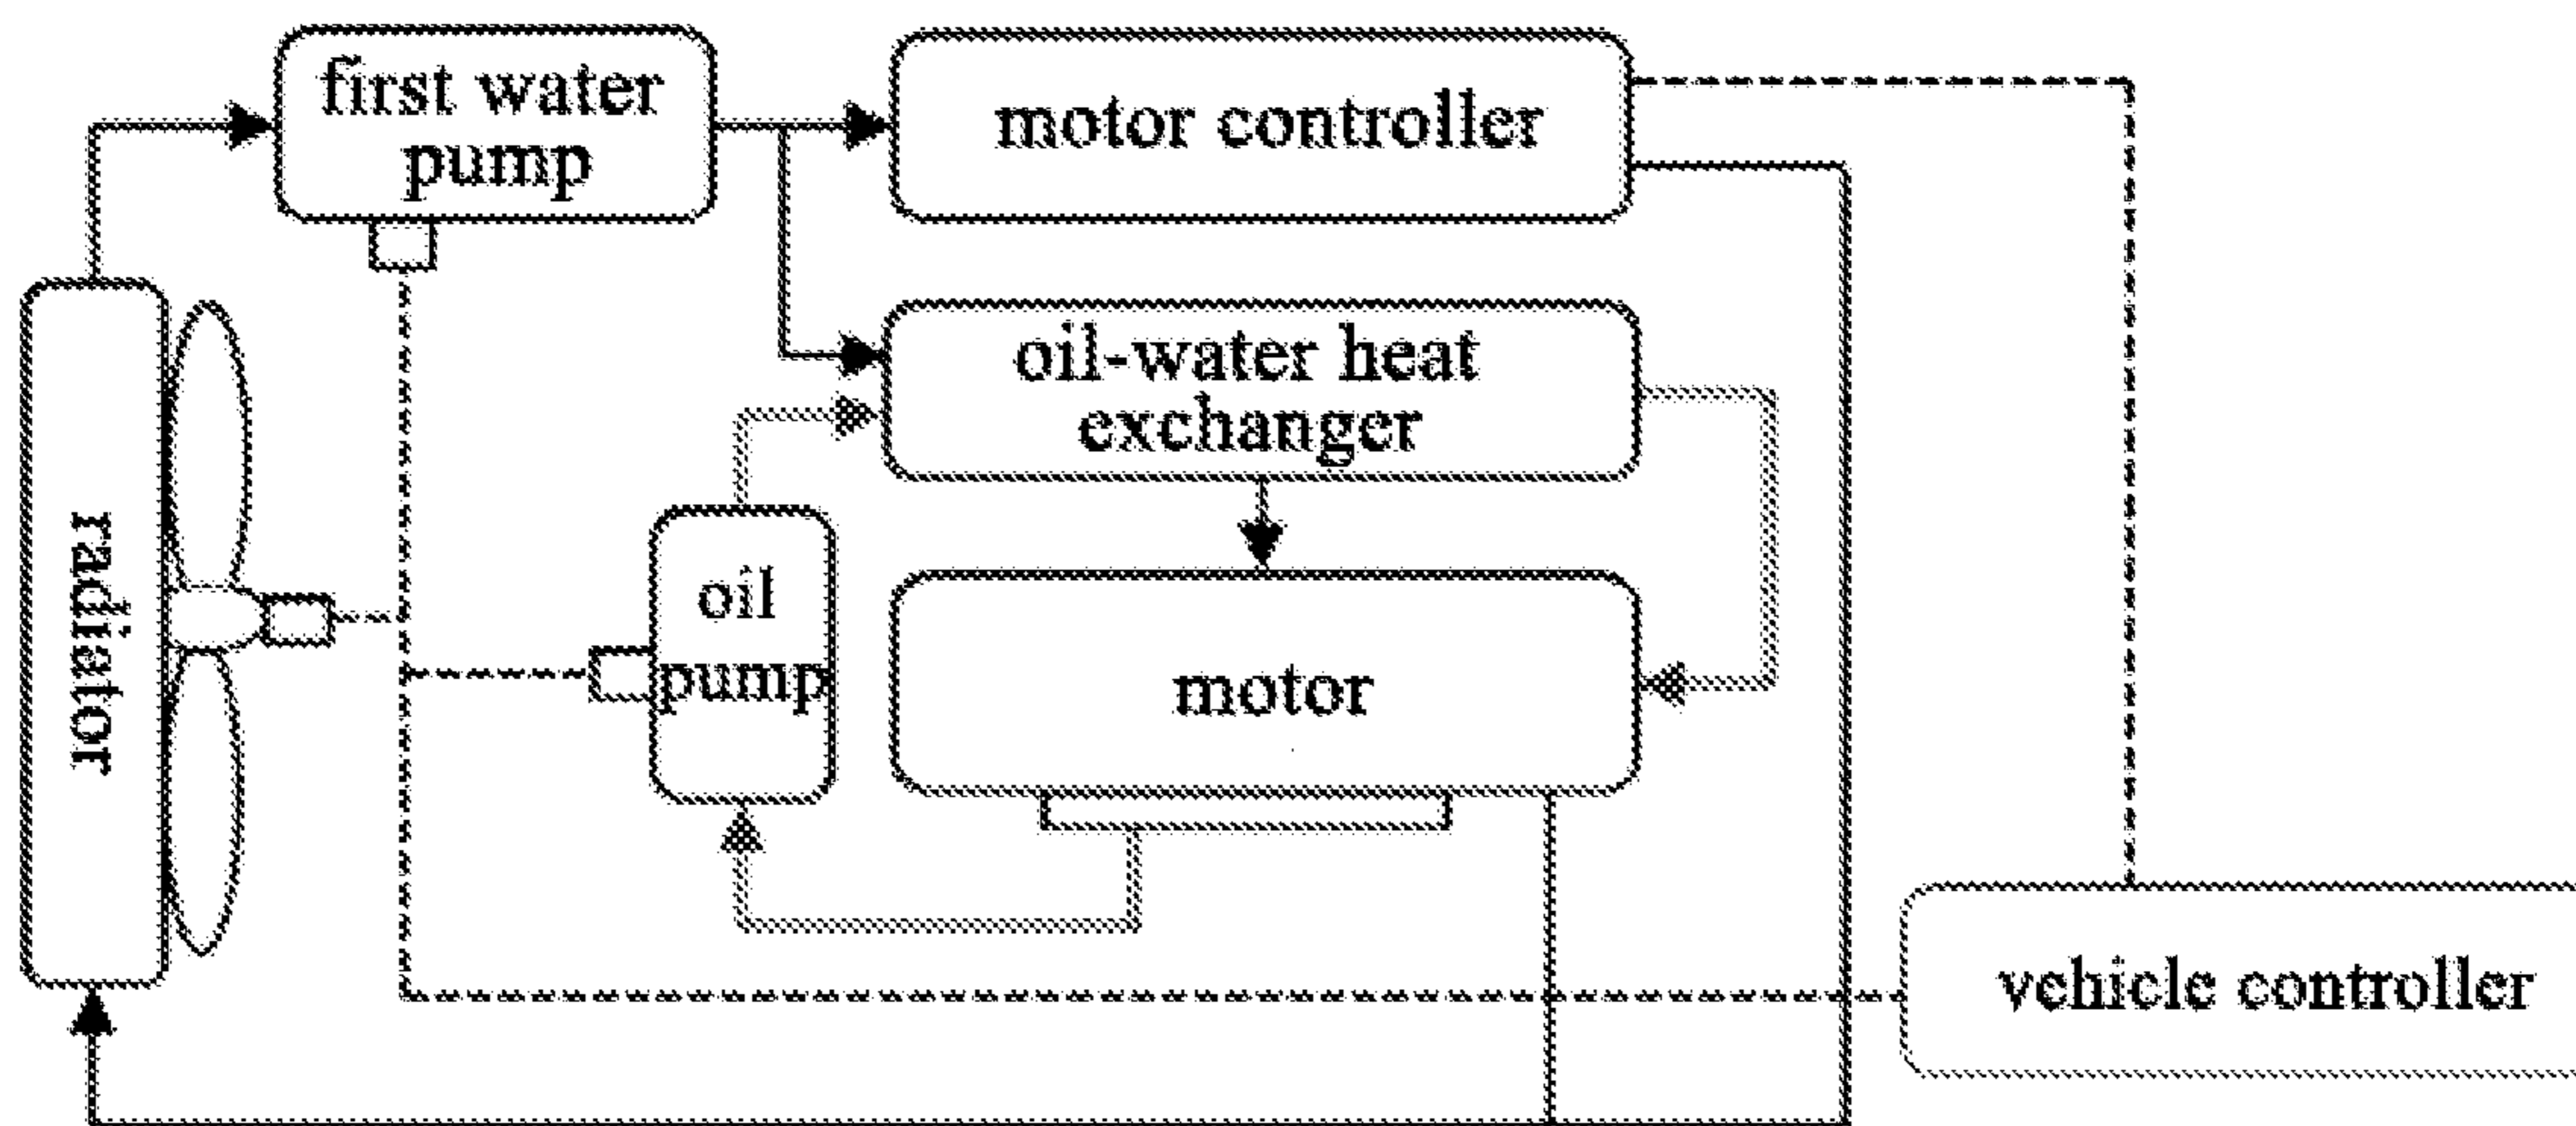 first water
pump
motor controller
oil-water heat
exchanger
radiator
oil
pump
motor
vehicle controller